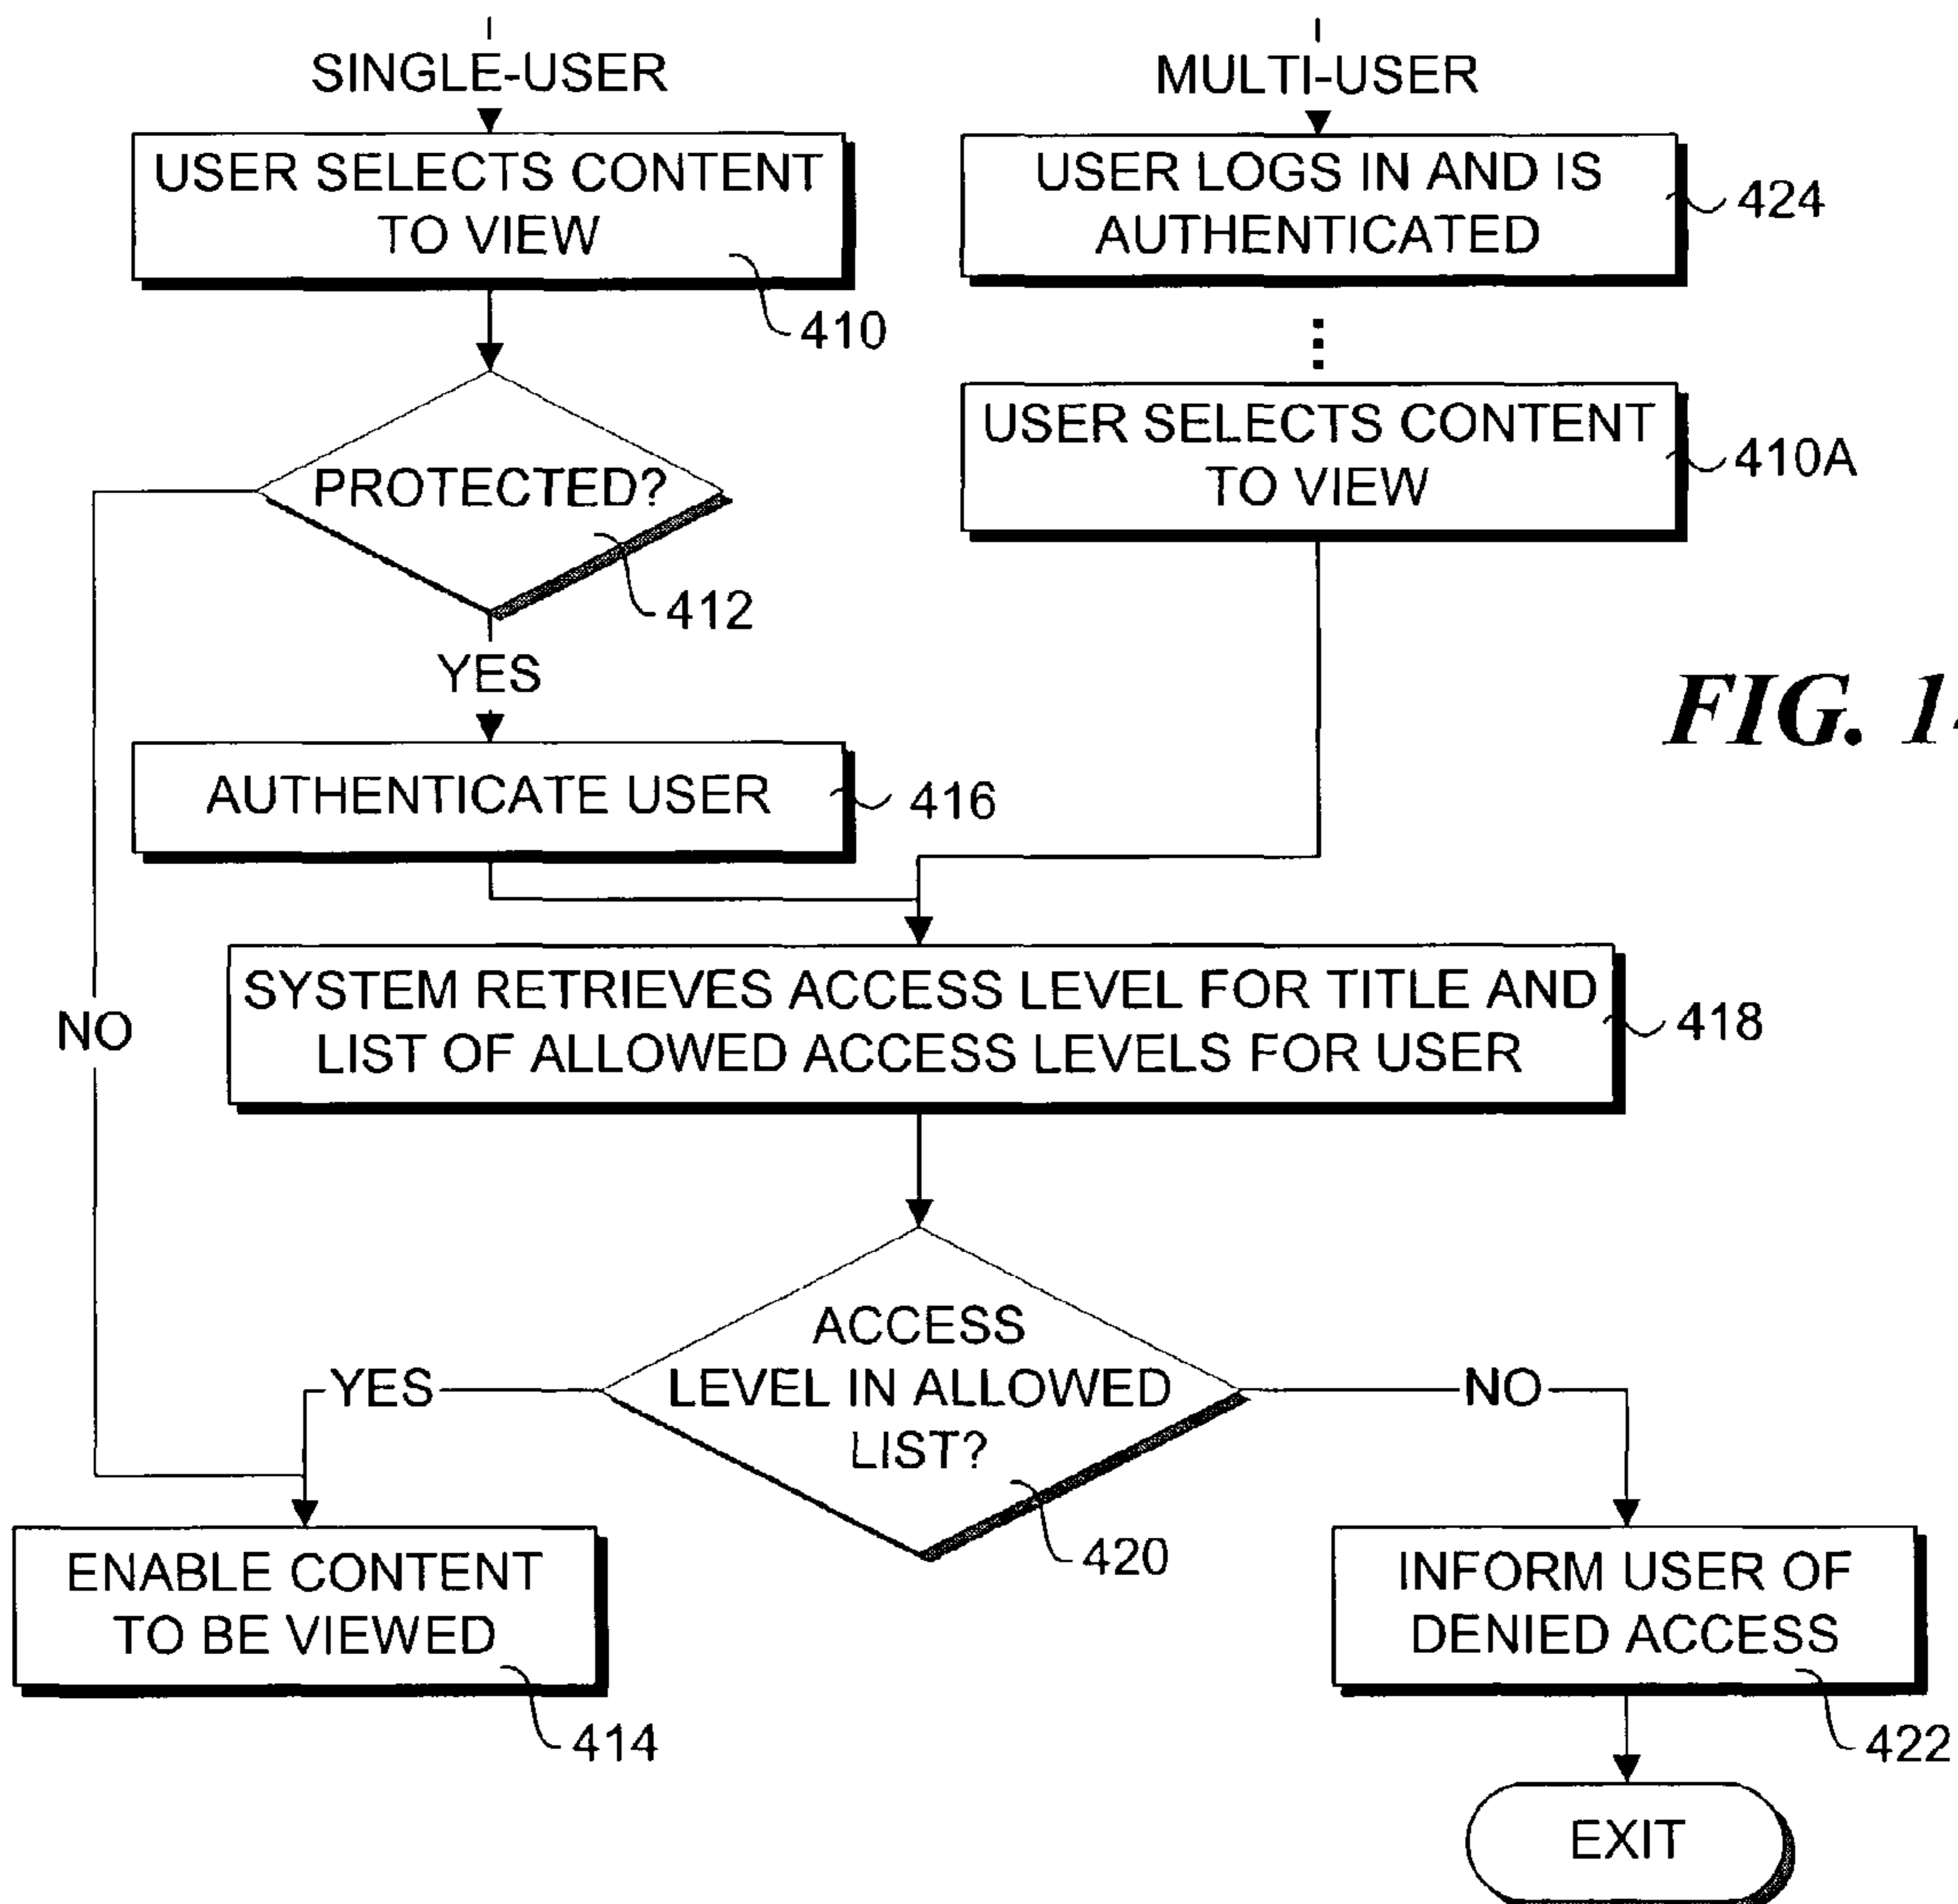 SINGLE-USER
USER SELECTS CONTENT
TO VIEW
410
PROTECTED?
412
YES
AUTHENTICATE USER
416
MULTI-USER
USER LOGS IN AND IS
AUTHENTICATED
424
USER SELECTS CONTENT
TO VIEW
410A
FIG.
SYSTEM RETRIEVES ACCESS LEVEL FOR TITLE AND
LIST OF ALLOWED ACCESS LEVELS FOR USER
418
NO
ACCESS
LEVEL IN ALLOWED
LIST?
420
YES
NO
ENABLE CONTENT
TO BE VIEWED
414
INFORM USER OF
DENIED ACCESS
422
EXIT